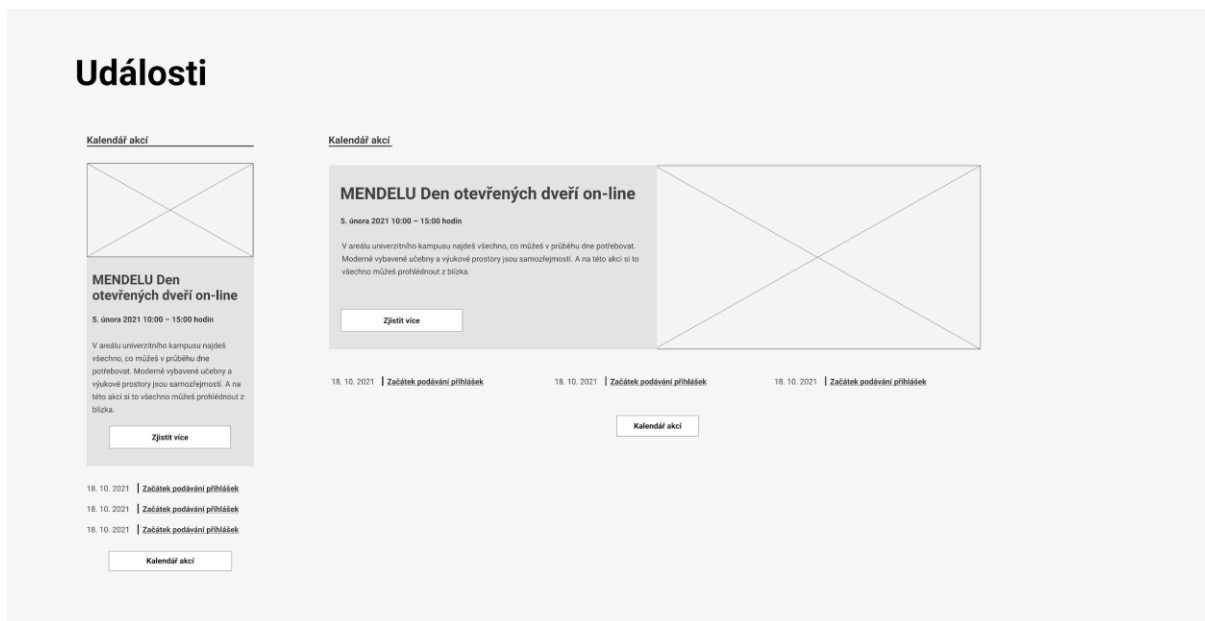 Události
Kalendář akcí
MENDELU Den
otevřených dveří on-line
5. února 2021 10:00 – 15:00 hodin
V areálu univerzitního kampusu najdeš
všechno, co můžeš v průběhu dne
potřebovat. Moderně vybavené učebny a
výukové prostory jsou samozřejmostí. A na
této akci si to všechno můžeš prohlédnout z
blízka.
Zjistit více
18. 10. 2021 Začátek podávání přihlášek
18. 10. 2021 Začátek podávání přihlášek
18. 10. 2021 Začátek podávání přihlášek
Kalendář akcí
Kalendář akcí
MENDELU Den otevřených dveří on-line
5. února 2021 10:00 – 15:00 hodin
V areálu univerzitního kampusu najdeš všechno, co můžeš v průběhu dne potřebovat.
Moderně vybavené učebny a výukové prostory jsou samozřejmostí. A na této akci si to
všechno můžeš prohlédnout z blízka.
Zjistit více
18. 10. 2021 Začátek podávání přihlášek
18. 10. 2021 Začátek podávání přihlášek
18. 10. 2021 Začátek podávání přihlášek
Kalendář akcí